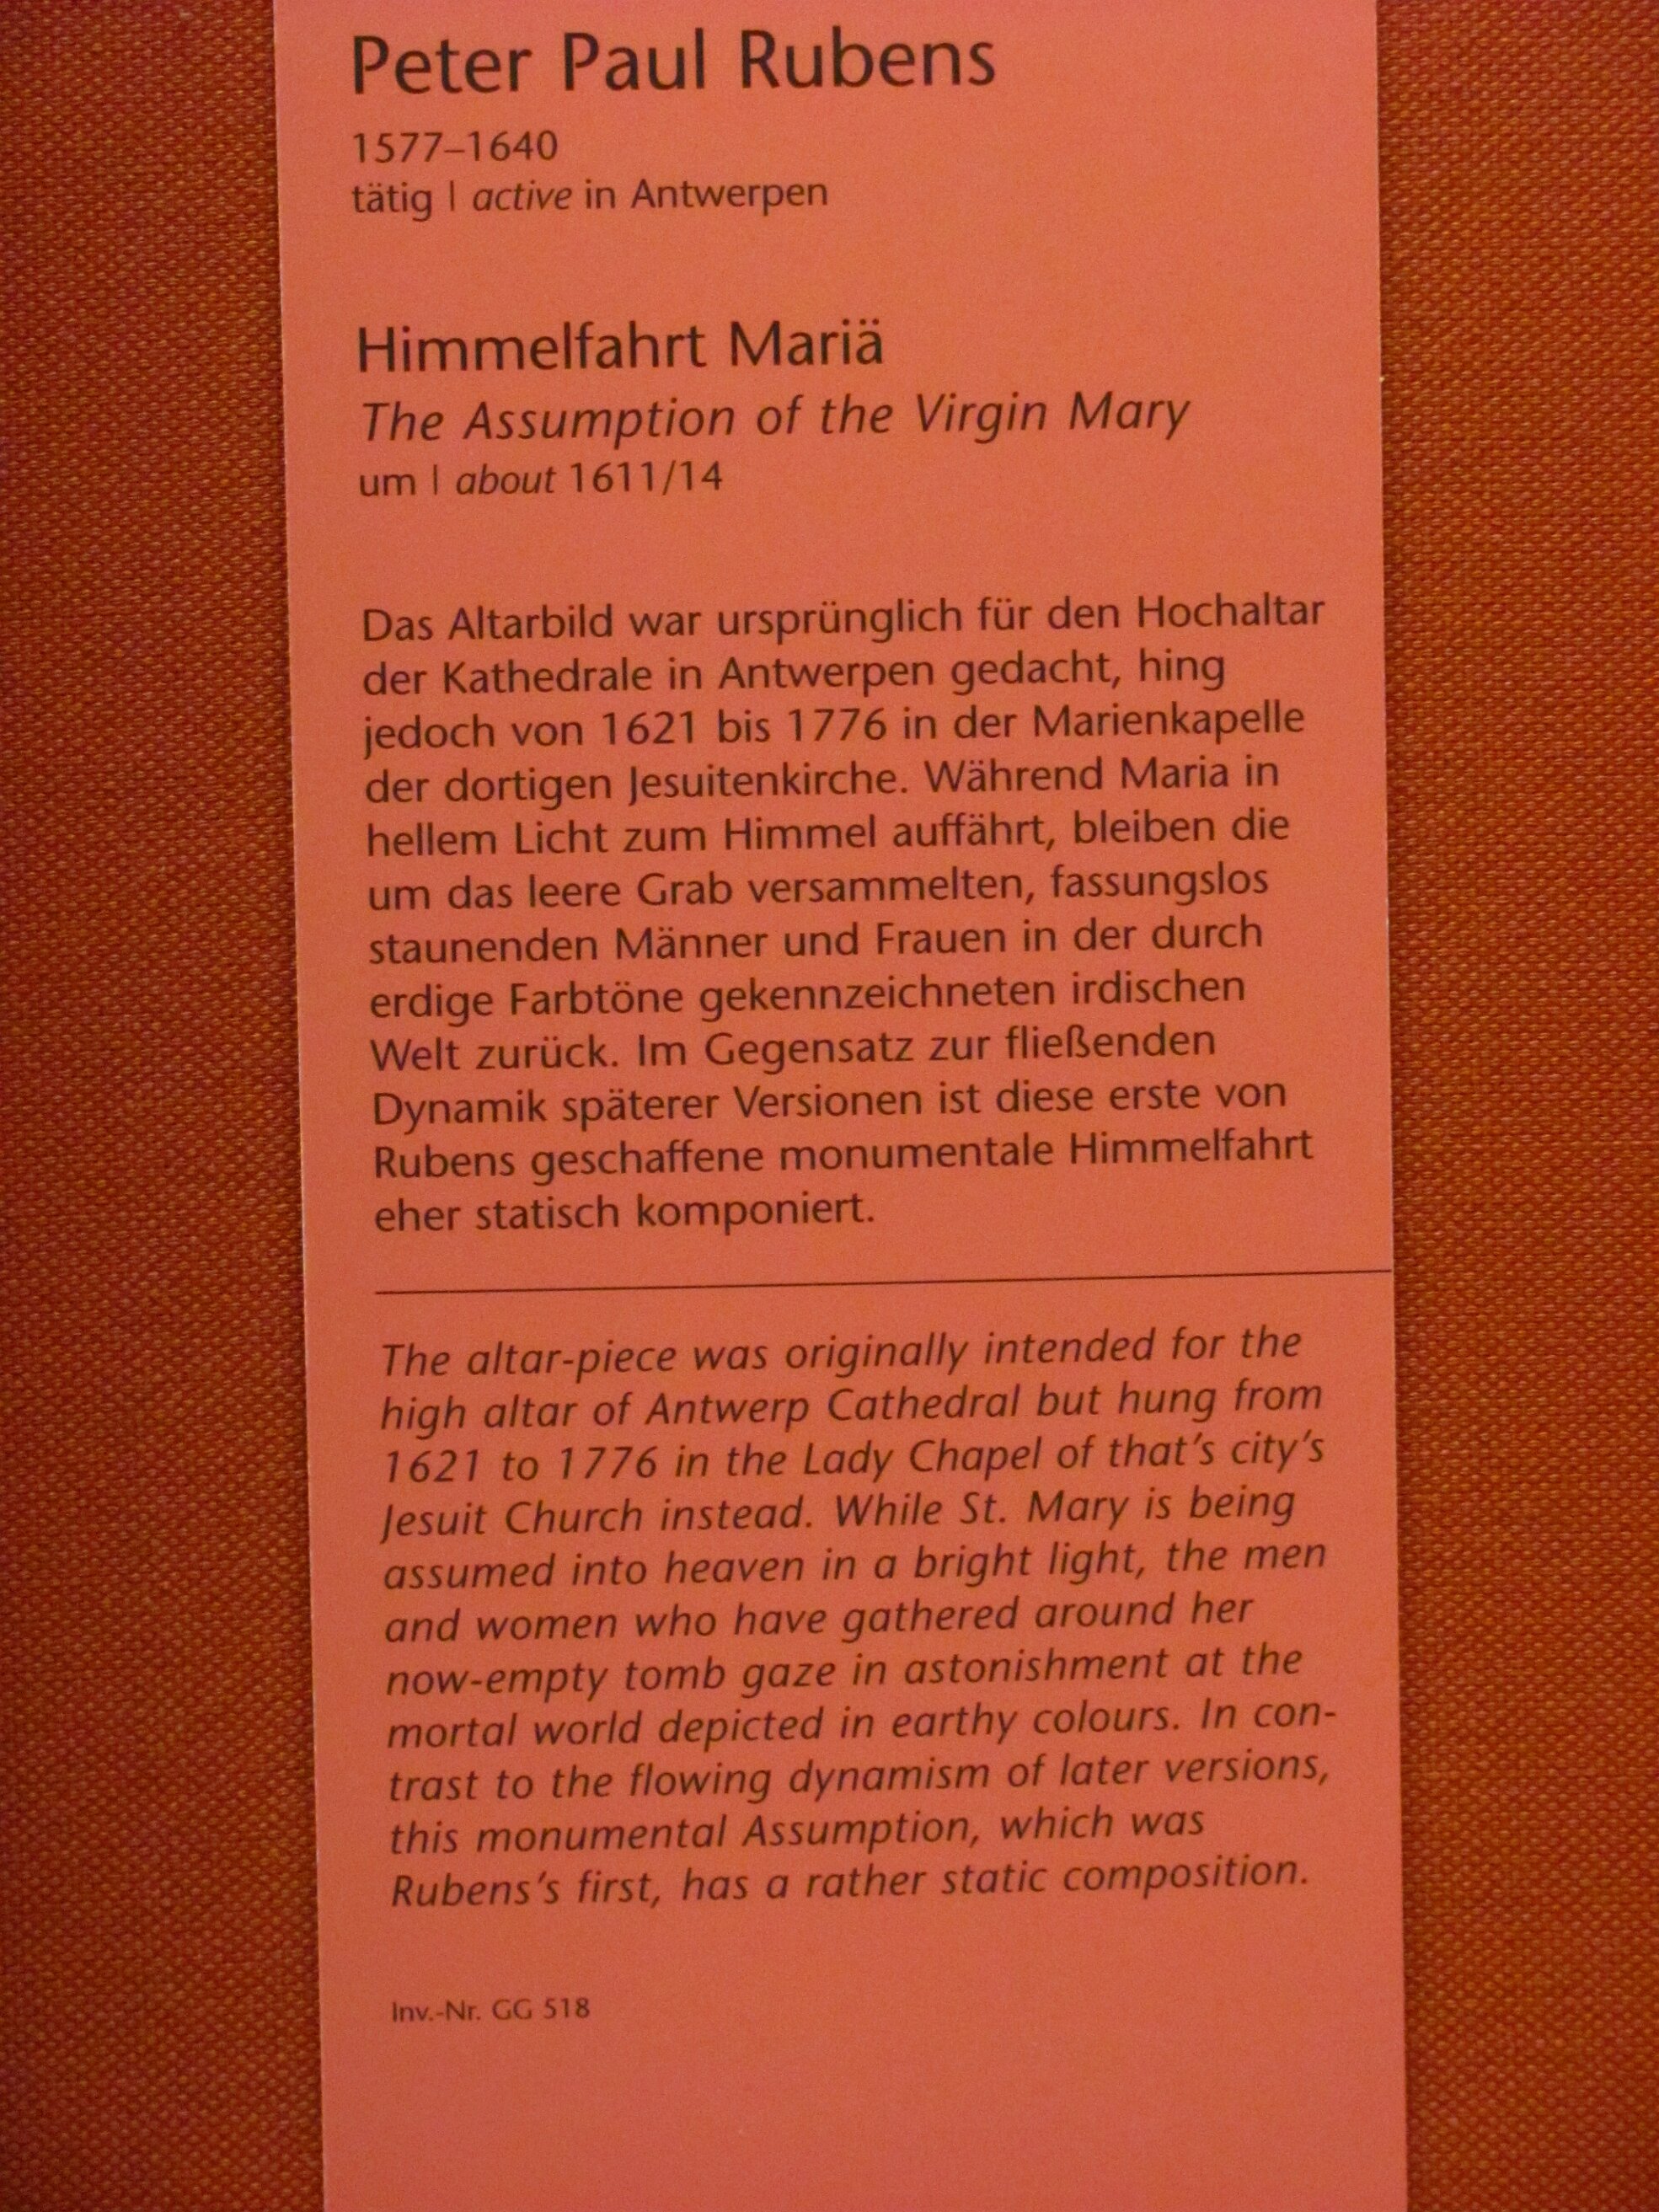 Peter Paul Rubens
1577–1640
tätig | active in Antwerpen
Himmelfahrt Mariä
The Assumption of the Virgin Mary
um | about 1611/14
Das Altarbild war ursprünglich für den Hochaltar
der Kathedrale in Antwerpen gedacht, hing
jedoch von 1621 bis 1776 in der Marienkapelle
der dortigen Jesuitenkirche. Während Maria in
hellem Licht zum Himmel auffährt, bleiben die
um das leere Grab versammelten, fassungslos
staunenden Männer und Frauen in der durch
erdige Farbtöne gekennzeichneten irdischen
Welt zurück. Im Gegensatz zur fließenden
Dynamik späterer Versionen ist diese erste von
Rubens geschaffene monumentale Himmelfahrt
eher statisch komponiert.
The altar-piece was originally intended for the
high altar of Antwerp Cathedral but hung from
1621 to 1776 in the Lady Chapel of that's city's
Jesuit Church instead. While St. Mary is being
assumed into heaven in a bright light, the men
and women who have gathered around her
now-empty tomb gaze in astonishment at the
mortal world depicted in earthy colours. In con-
trast to the flowing dynamism of later versions,
this monumental Assumption, which was
Rubens's first, has a rather static composition.
Inv.-Nr. GG 518